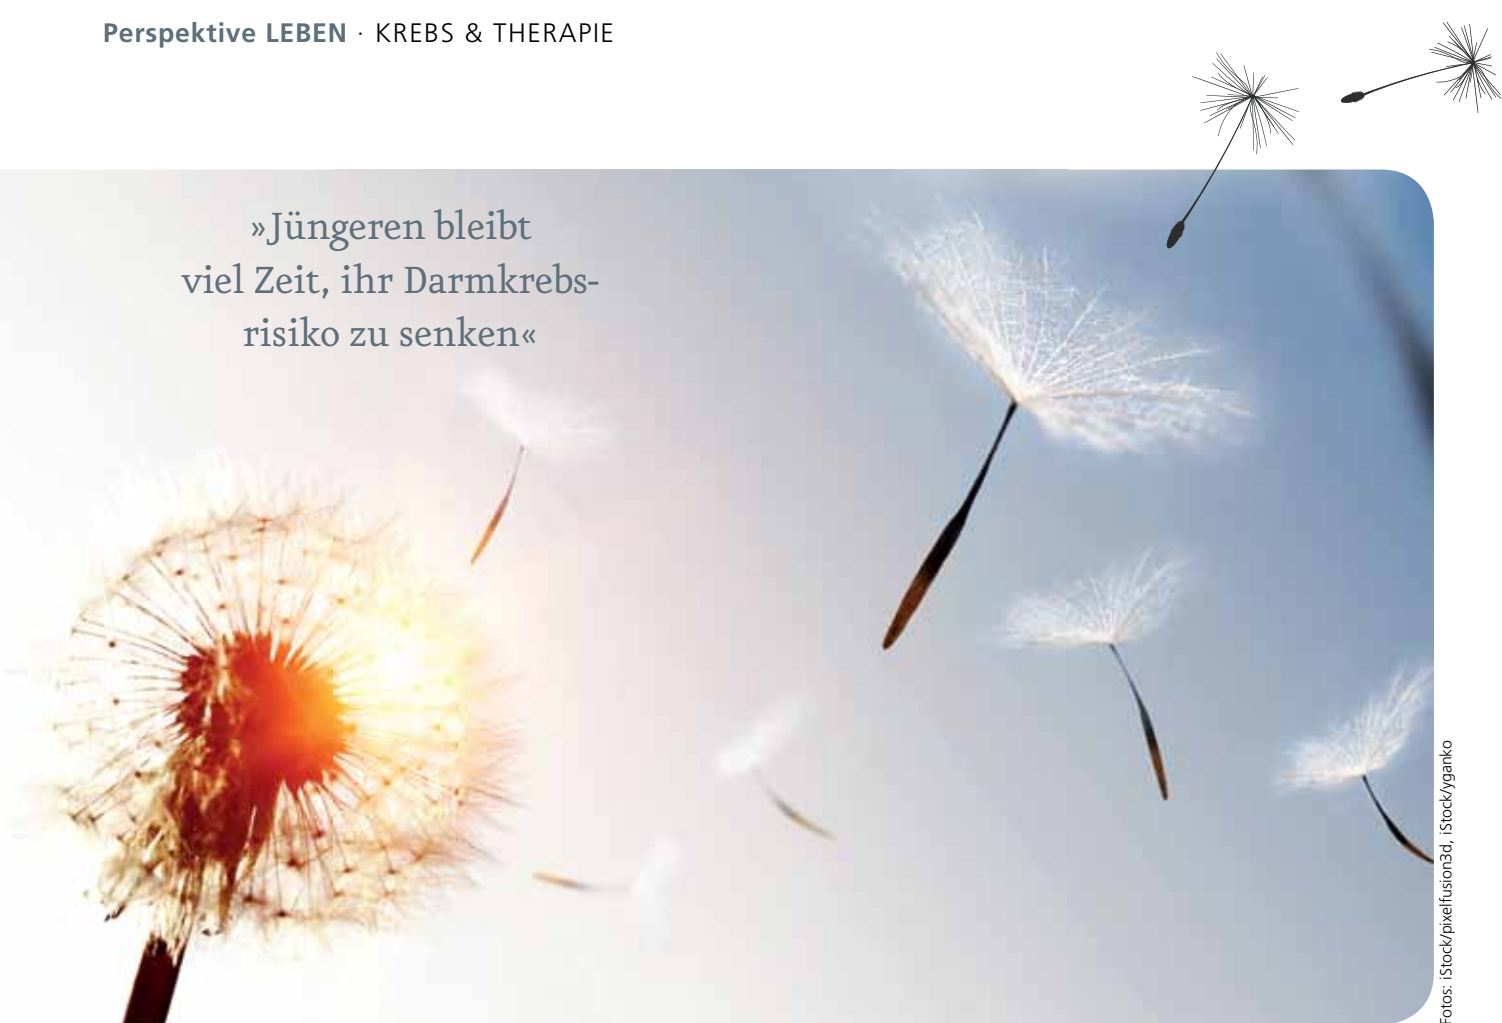 Perspektive LEBEN · KREBS & THERAPIE
»Jüngeren bleibt
viel Zeit, ihr Darmkrebs-
risiko zu senken«
Fotos: iStock/pixelfusion3d, iStock/yganko